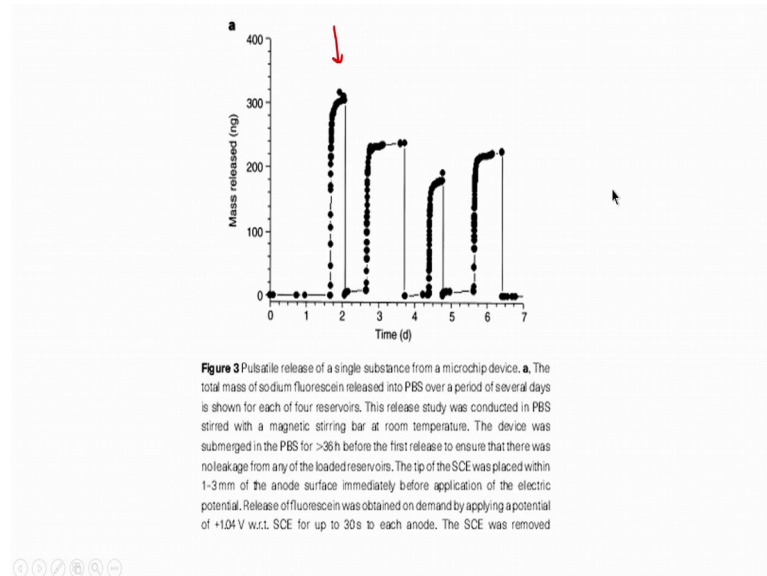 a
400
300
200
100
0
Mass released (ng)
0 1 2 3 4 5 6 7
Time (d)
Figure 3 Pulsatile release of a single substance from a microchip device. a, The
total mass of sodium fluorescein released into PBS over a period of several days
is shown for each of four reservoirs. This release study was conducted in PBS
stirred with a magnetic stirring bar at room temperature. The device was
submerged in the PBS for >36 h before the first release to ensure that there was
no leakage from any of the loaded reservoirs. The tip of the SCE was placed within
1-3 mm of the anode surface immediately before application of the electric
potential. Release of fluorescein was obtained on demand by applying a potential
of +1.04 V w.r.t. SCE for up to 30 s to each anode. The SCE was removed